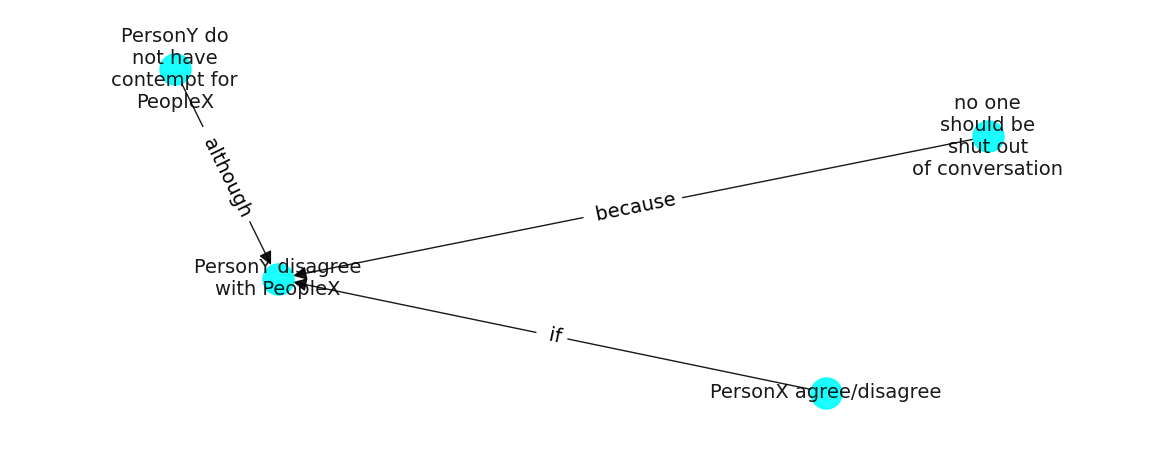 PersonY do
not have
contempt for
PeopleX
no one
should be
shut out
of conversation
although
because
PersonY disagree
with PeopleX
if
PersonX agree/disagree